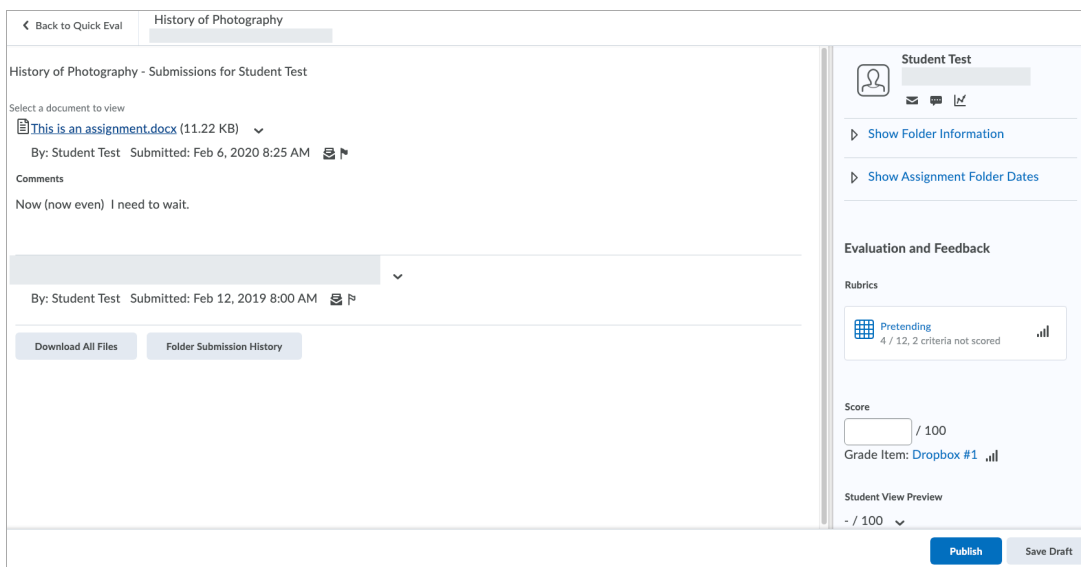 Back to Quick Eval
History of Photography
History of Photography - Submissions for Student Test
Select a document to view
This is an assignment.docx (11.22 KB)
By: Student Test Submitted: Feb 6, 2020 8:25 AM
Comments
Now (now even) I need to wait.
By: Student Test Submitted: Feb 12, 2019 8:00 AM
Download All Files
Folder Submission History
Student Test
Show Folder Information
Show Assignment Folder Dates
Evaluation and Feedback
Rubrics
Pretending
4 / 12, 2 criteria not scored
Score
/ 100
Grade Item: Dropbox #1
Student View Preview
- / 100
Publish
Save Draft